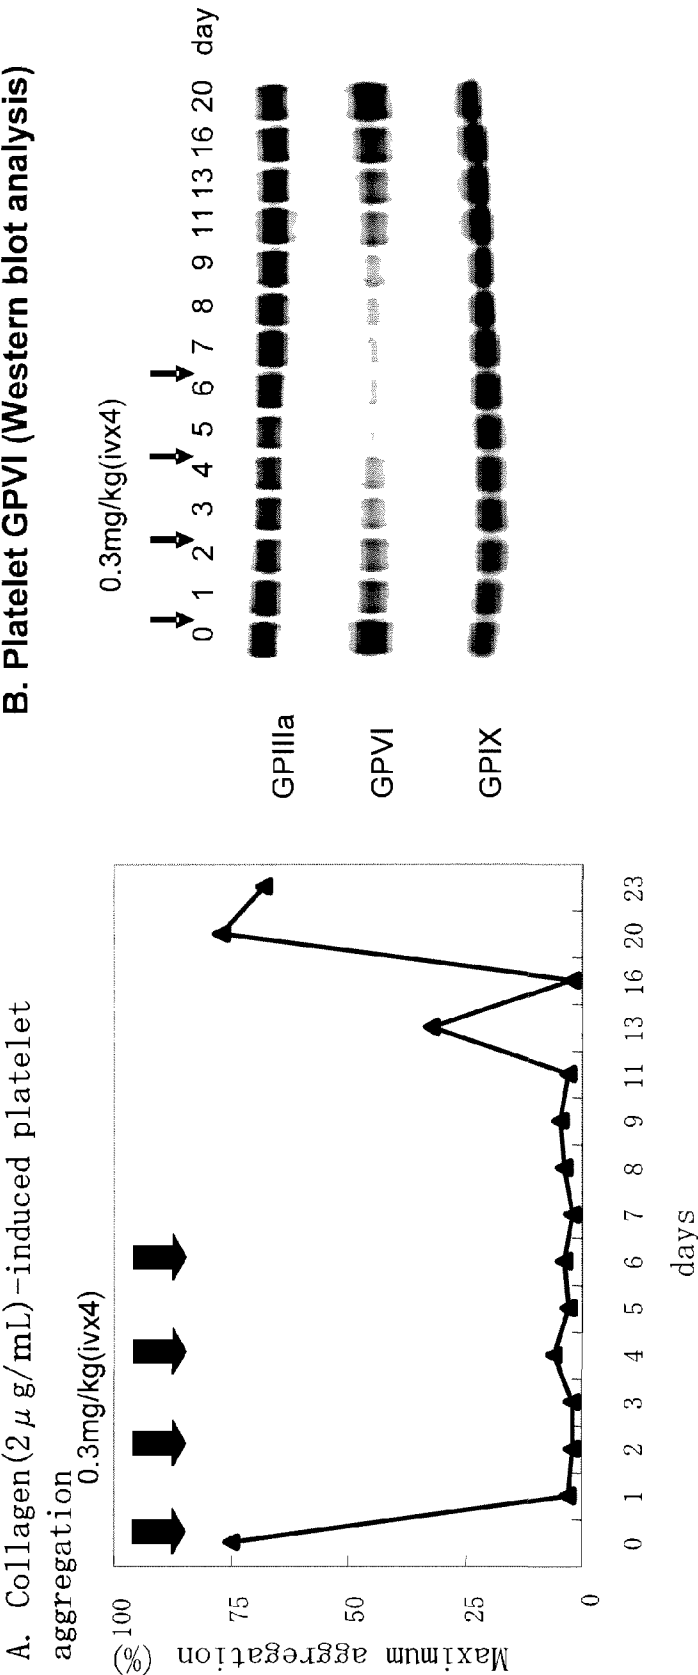 A. Collagen(2μg/mL)-induced platelet
aggregation
0.3mg/kg(ivx4)
Maximum aggregation
(%)
100
75
50
25
0
0 1 2 3 4 5 6 7 8 9 11 13 16 20 23
days
B. Platelet GPVI (Western blot analysis)
0.3mg/kg(ivx4)
0 1 2 3 4 5 6 7 8 9 11 13 16 20 day
GPIIIa
GPVI
GPIX